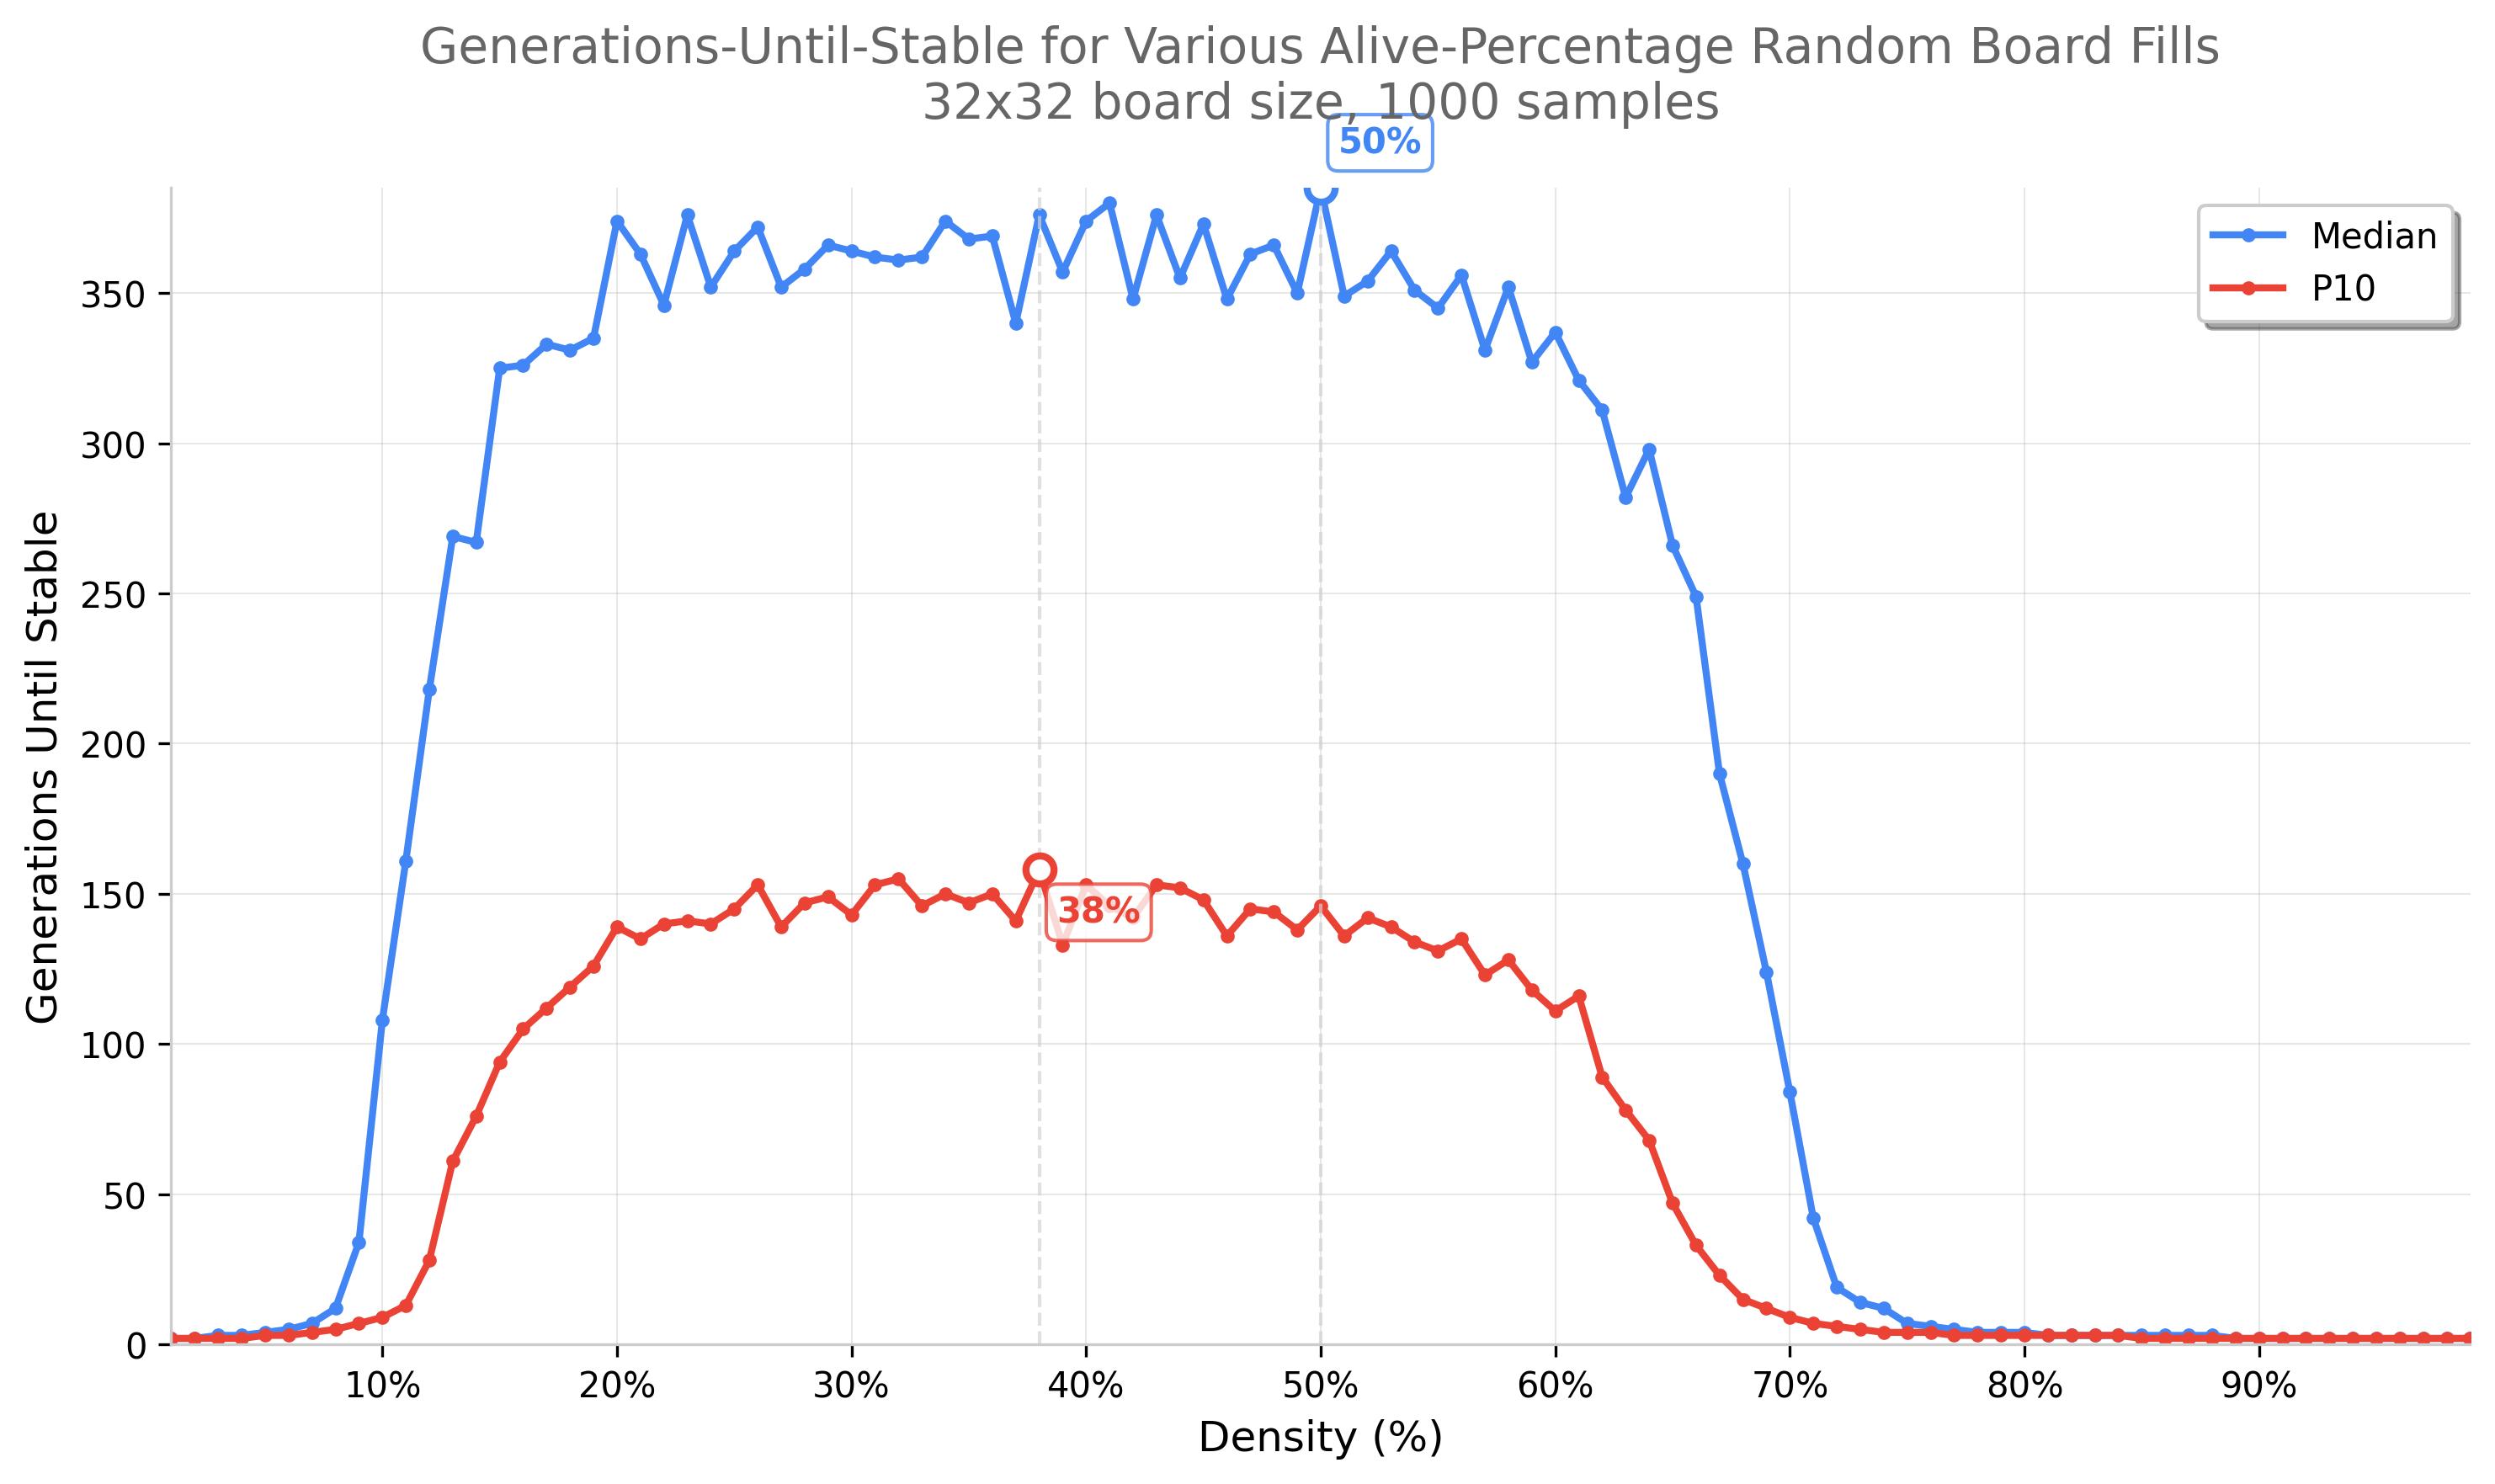 Generations-Until-Stable for Various Alive-Percentage Random Board Fills
32x32 board size, 1000 samples
50%
Median
P10
350
300
250
200
150
100
50
0
Generations Until Stable
38%
10% 20% 30% 40% 50% 60% 70% 80% 90%
Density (%)